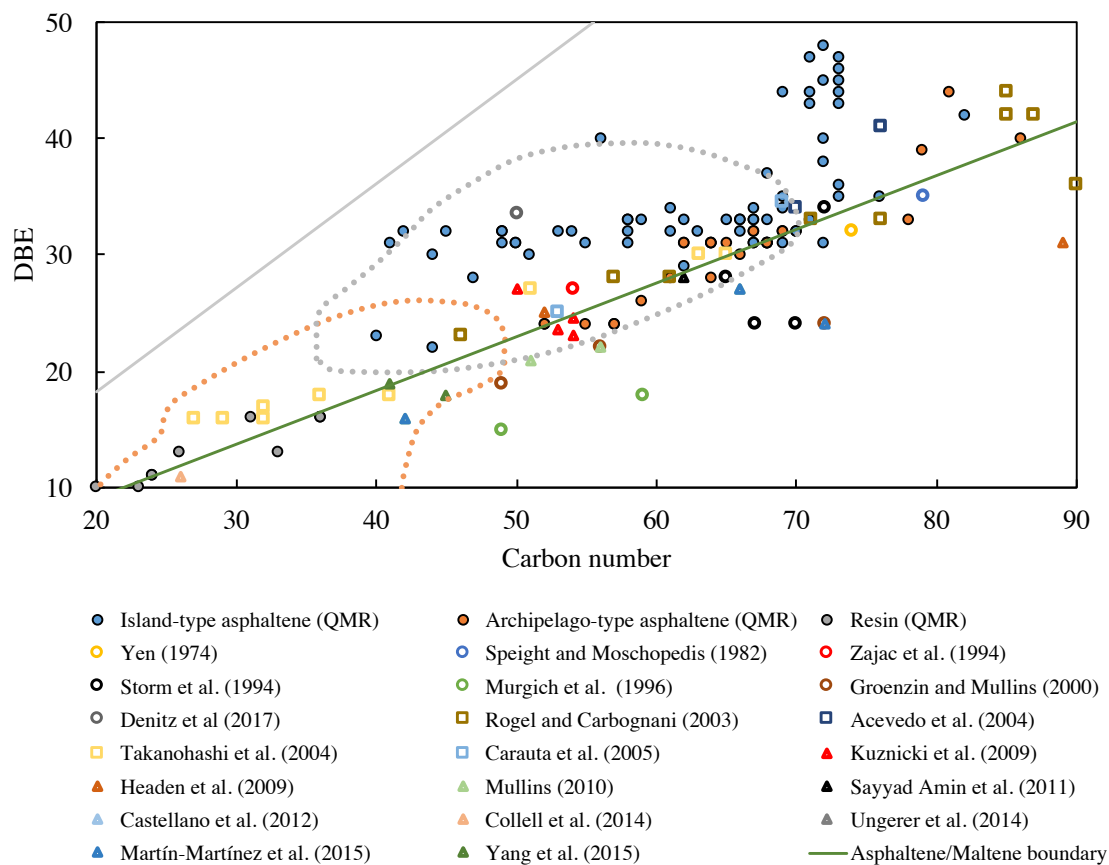 50
40
30
20
10
DBE
20 30 40 50 60 70 80 90
Carbon number
Island-type asphaltene (QMR) Archipelago-type asphaltene (QMR) Resin (QMR)
Yen (1974) Speight and Moschopedis (1982) Zajac et al. (1994)
Storm et al. (1994) Murgich et al. (1996) Groenzin and Mullins (2000)
Denitz et al (2017) Rogel and Carbognani (2003) Acevedo et al. (2004)
Takanohashi et al. (2004) Carauta et al. (2005) Kuznicki et al. (2009)
Headen et al. (2009) Mullins (2010) Sayyad Amin et al. (2011)
Castellano et al. (2012) Collell et al. (2014) Ungerer et al. (2014)
Martín-Martínez et al. (2015) Yang et al. (2015) Asphaltene/Maltene boundary